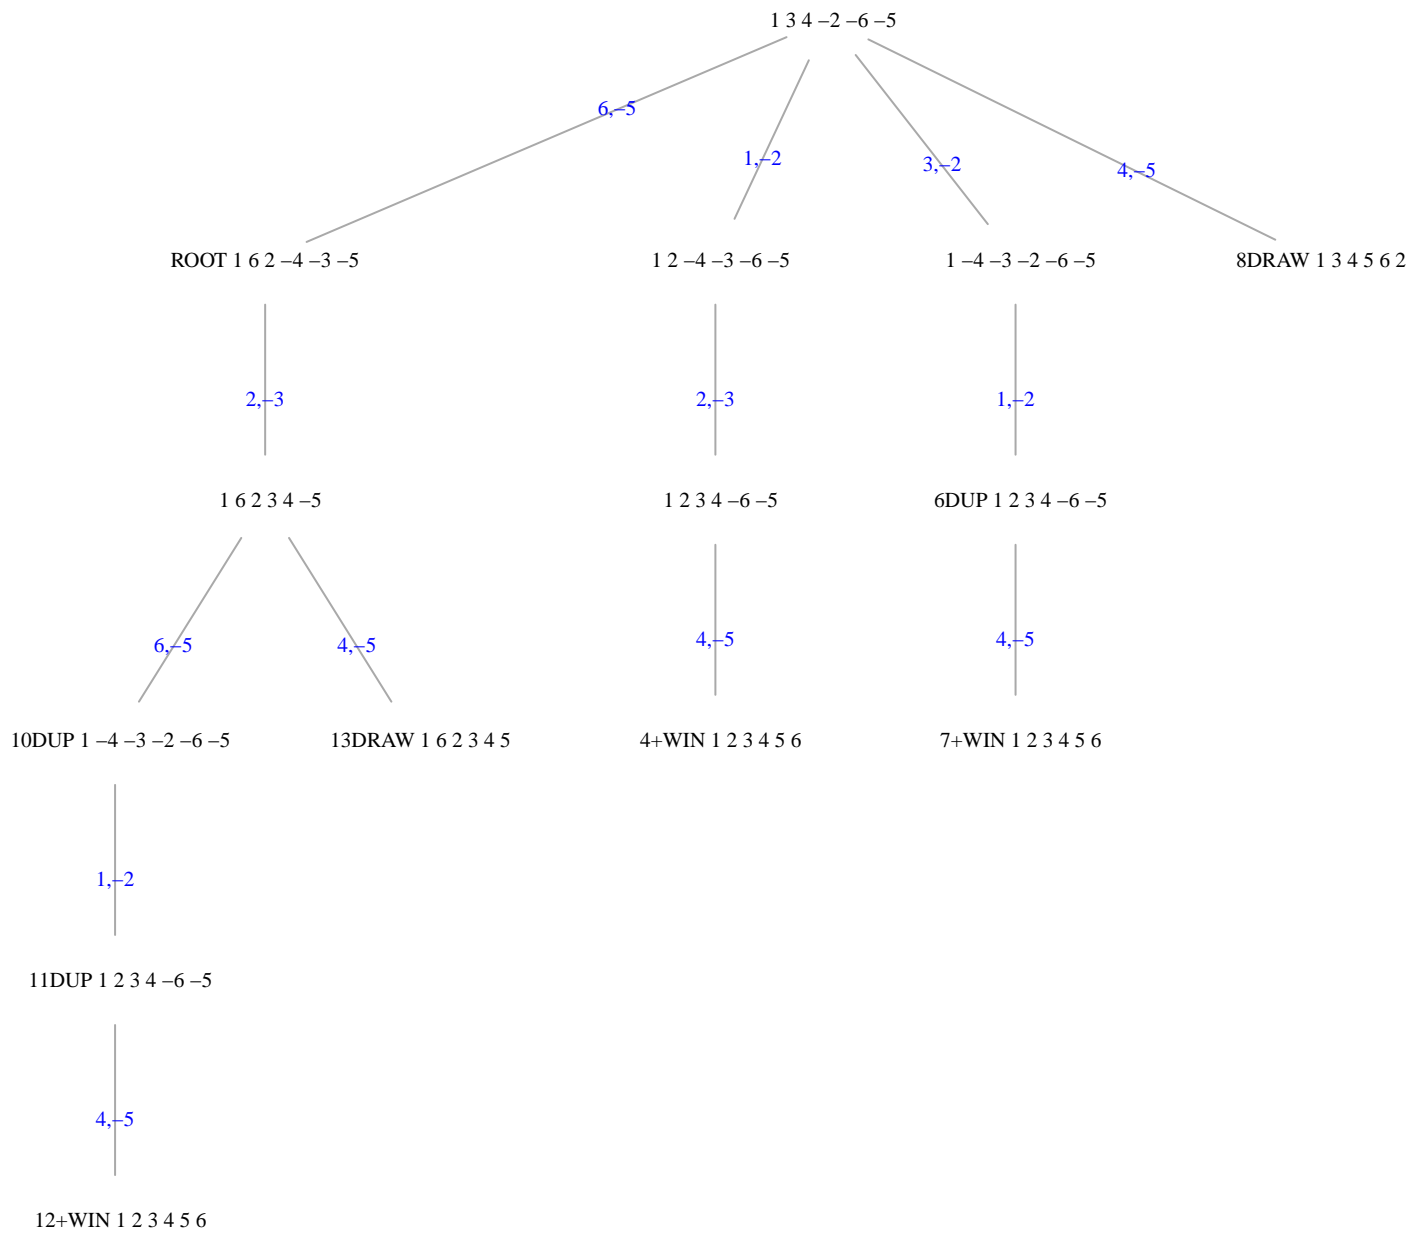 1 3 4 –2 –6 –5
6,–5
1,–2
3,–2
4,–5
ROOT 1 6 2 –4 –3 –5
1 2 –4 –3 –6 –5
1 –4 –3 –2 –6 –5
8DRAW 1 3 4 5 6 2
2,–3
2,–3
1,–2
1 6 2 3 4 –5
1 2 3 4 –6 –5
6DUP 1 2 3 4 –6 –5
6,–5
4,–5
4,–5
4,–5
10DUP 1 –4 –3 –2 –6 –5
13DRAW 1 6 2 3 4 5
4+WIN 1 2 3 4 5 6
7+WIN 1 2 3 4 5 6
1,–2
11DUP 1 2 3 4 –6 –5
4,–5
12+WIN 1 2 3 4 5 6